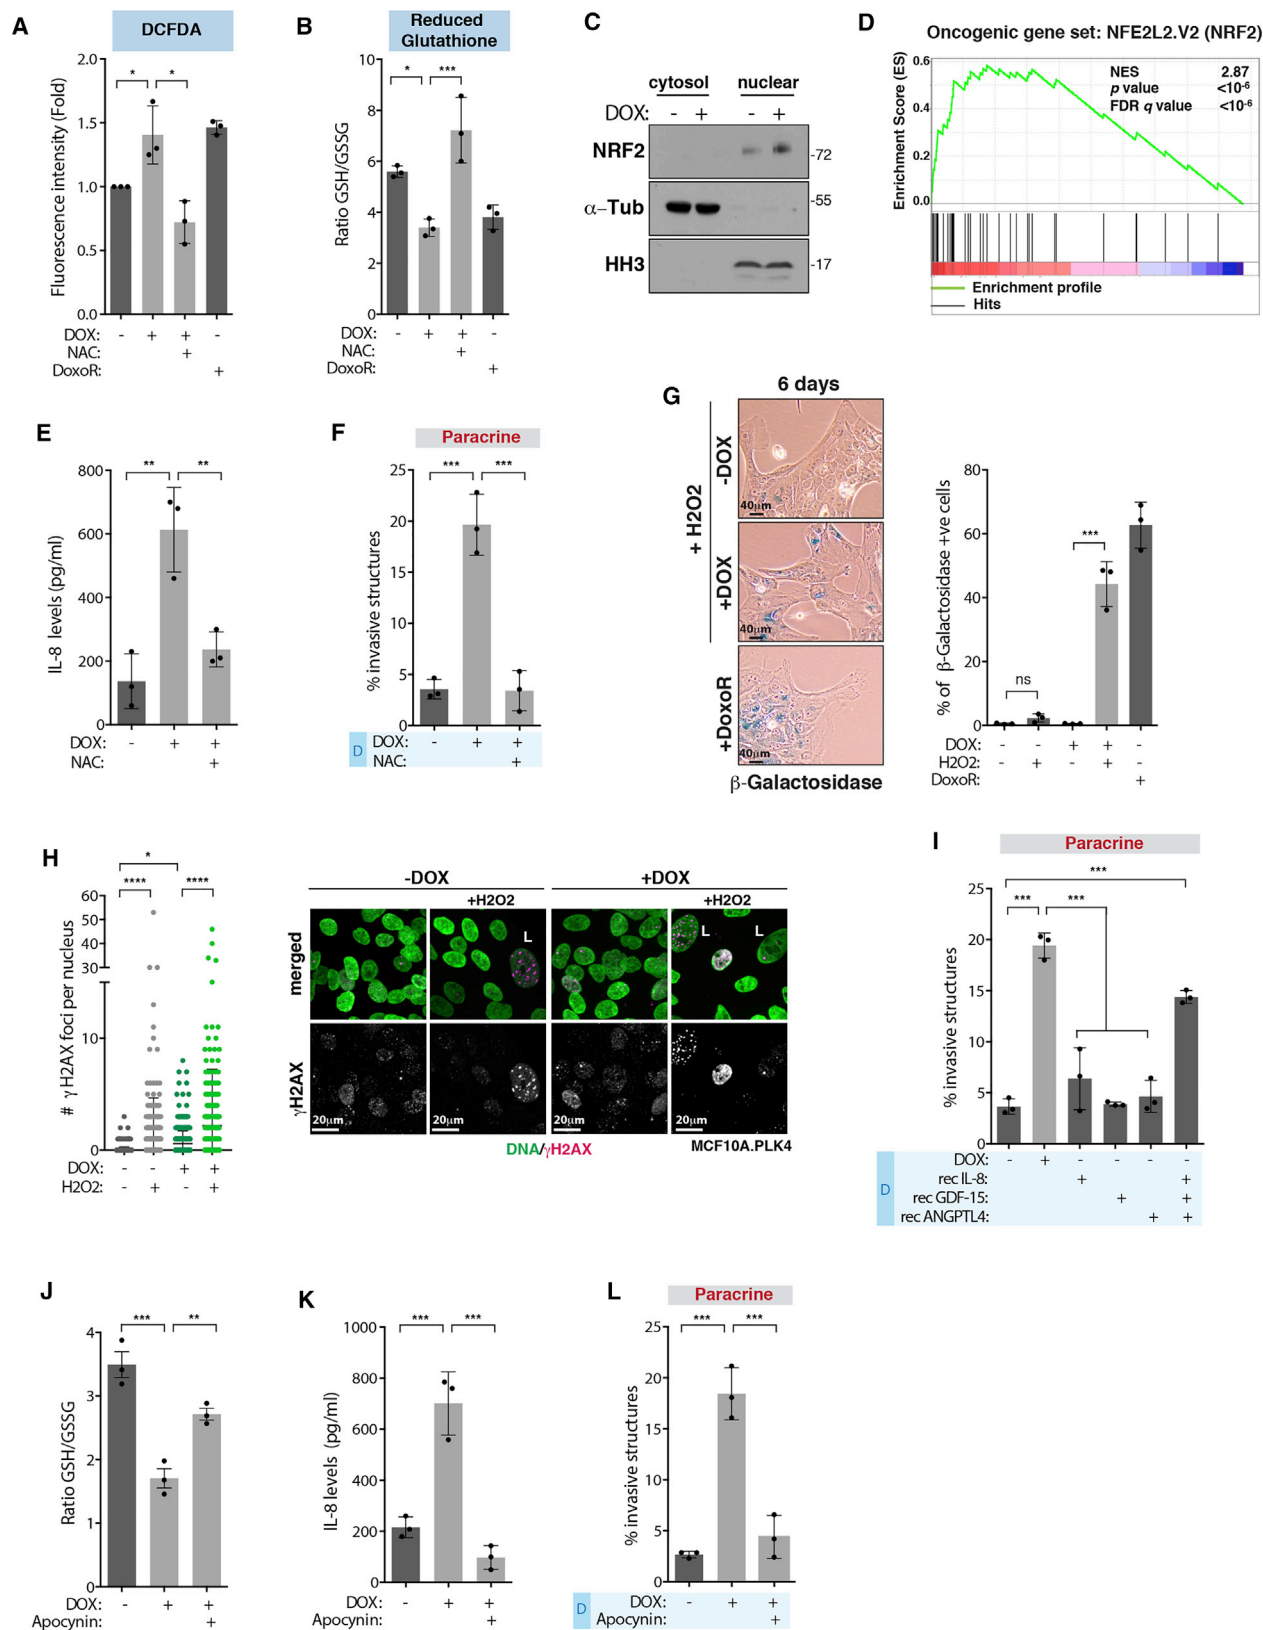 A
DCFDA
Fluorescence intensity (Fold)
2.0
1.5
1.0
0.5
0.0
* *
DOX: - + + -
NAC: +
DoxoR: +
B
Reduced
Glutathione
Ratio GSH/GSSG
10
8
6
4
2
0
* ***
DOX: - + + -
NAC: +
DoxoR: +
C
cytosol nuclear
DOX: - + - +
NRF2 -72
α-Tub -55
HH3 -17
D
Oncogenic gene set: NFE2L2.V2 (NRF2)
Enrichment Score (ES)
0.6
0.4
0.2
0.0
NES 2.87
p value <10-6
FDR q value <10-6
Enrichment profile
Hits
E
IL-8 levels (pg/ml)
800
600
400
200
0
** **
DOX: - + +
NAC: +
F
Paracrine
% invasive structures
25
20
15
10
5
0
*** ***
D
DOX: - + +
NAC: +
G
6 days
+ H2O2
-DOX
40μm
+DOX
40μm
+DoxoR
40μm
β-Galactosidase
% of β-Galactosidase +ve cells
80
60
40
20
0
ns ***
DOX: - - + + -
H2O2: - + - +
DoxoR: +
H
# γH2AX foci per nucleus
60
50
40
30
10
0
*
**** ****
DOX: - - + +
H2O2: - + - +
-DOX +DOX
+H2O2 +H2O2
merged
L L L
γH2AX
20μm 20μm 20μm 20μm
DNA/γH2AX MCF10A.PLK4
I
Paracrine
% invasive structures
25
20
15
10
5
0
***
*** ***
D
DOX: - + - - - -
rec IL-8: + +
rec GDF-15: + +
rec ANGPTL4: + +
J
Ratio GSH/GSSG
4
3
2
1
0
*** **
DOX: - + +
Apocynin: +
K
IL-8 levels (pg/ml)
1000
800
600
400
200
0
*** ***
DOX: - + +
Apocynin: +
L
Paracrine
% invasive structures
25
20
15
10
5
0
*** ***
D
DOX: - + +
Apocynin: +